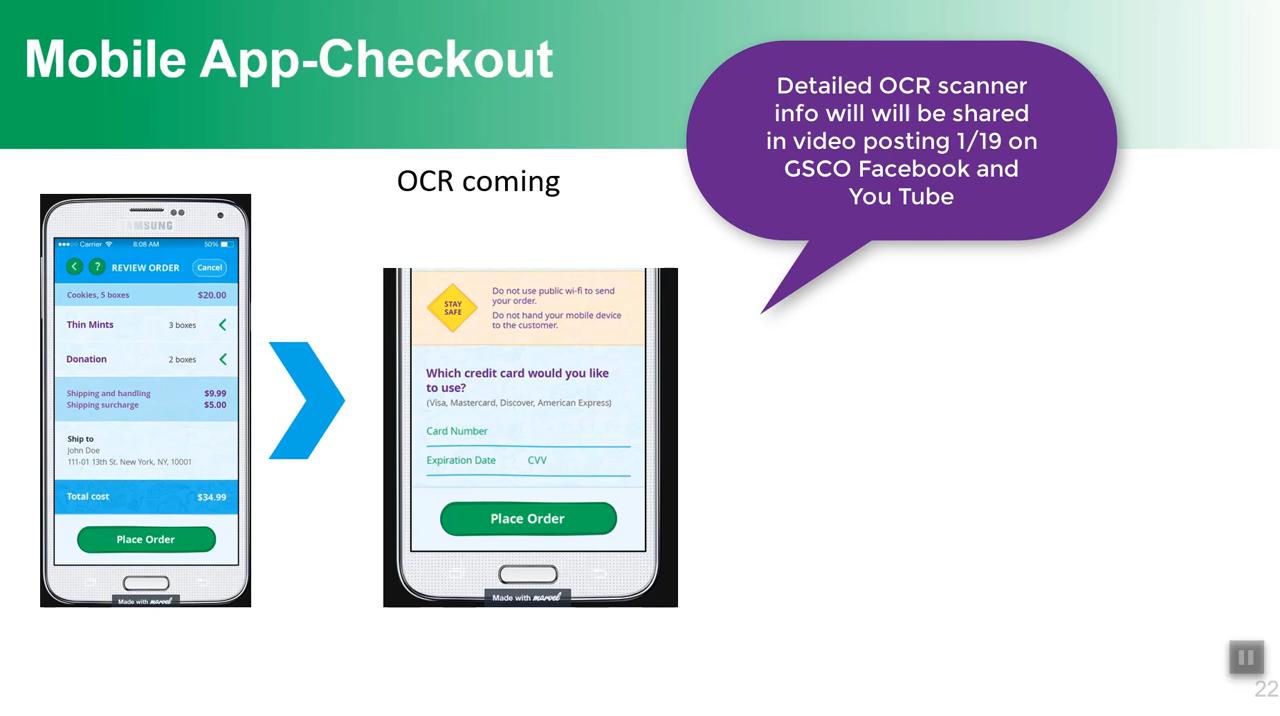 Mobile App-Checkout
Detailed OCR scanner
info will will be shared
in video posting 1/19 on
GSCO Facebook and
You Tube
OCR coming
SAMSUNG
Carrier 8:08 AM 50%
< ? REVIEW ORDER Cancel
Cookies, 5 boxes $20.00
Thin Mints 3 boxes
Donation 2 boxes
Shipping and handling $9.99
Shipping surcharge $5.00
Ship to
John Doe
111-01 13th St. New York, NY, 10001
Total cost $34.99
Place Order
Made with marvel
STAY
SAFE
Do not use public wi-fi to send
your order.
Do not hand your mobile device
to the customer.
Which credit card would you like
to use?
(Visa, Mastercard, Discover, American Express)
Card Number
Expiration Date CVV
Place Order
Made with marvel
22